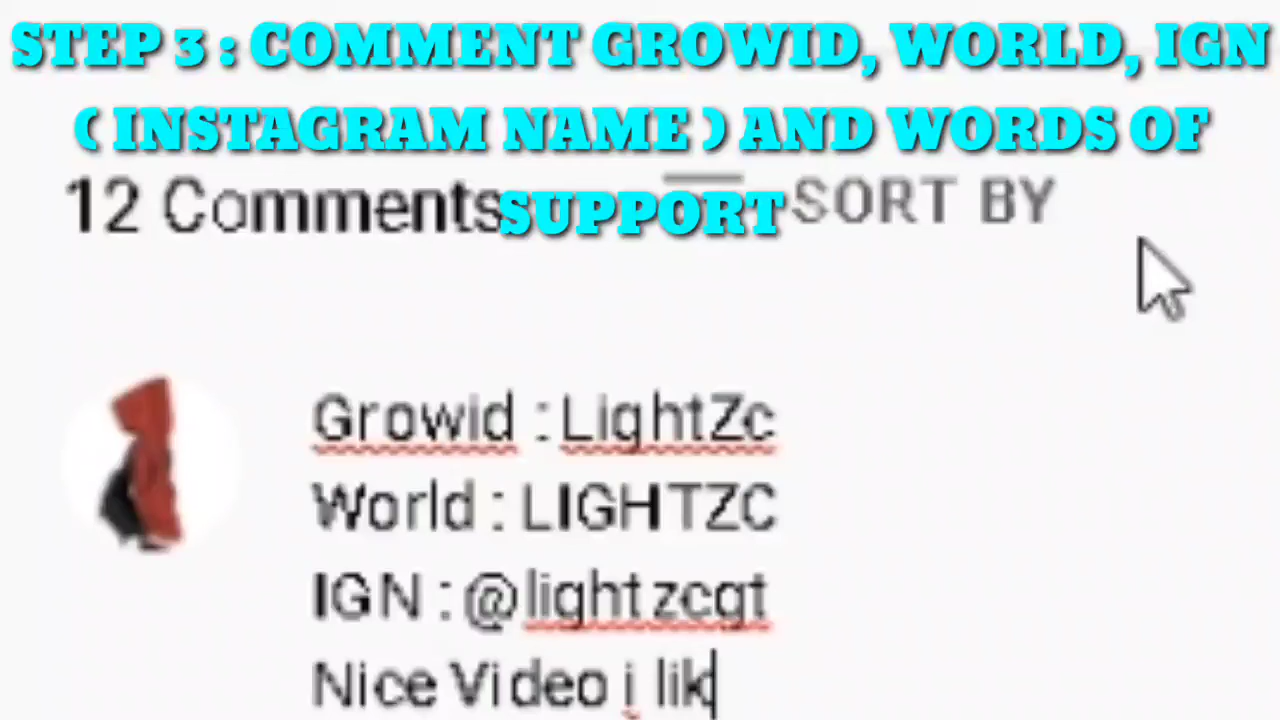 STEP 3 : COMMENT GROWID, WORLD, IGN
( INSTAGRAM NAME ) AND WORDS OF
SUPPORT
12 Comments
SORT BY
Growid : LightZc
World : LIGHTZC
IGN : @lightzcgt
Nice Video i lik